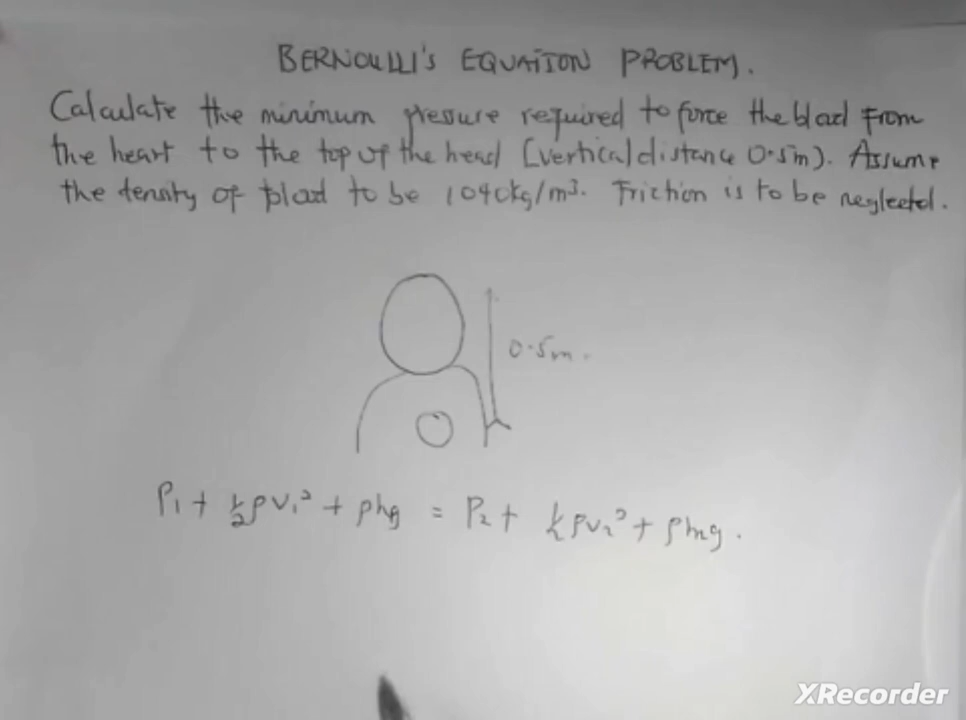 BERNOULLI'S EQUATION PROBLEM.
Calculate the minimum pressure required to force the blood from
the heart to the top of the head [vertical distance 0.5m). Assume
the density of blood to be 1040kg/m³. Friction is to be neglected.
0.5m.
P₁ + ½ρv₁² + ρhg = P₂ + ½ρv₂² + ρh₂g.
XRecorder